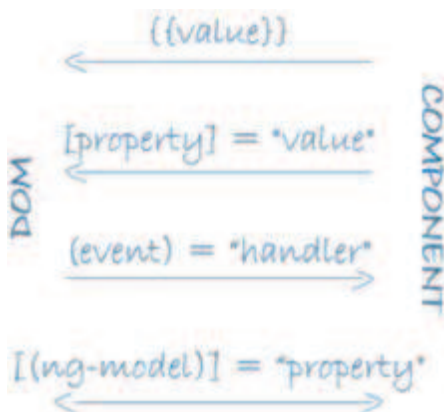 {{value}}
DOM
COMPONENT
[property] = "value"
(event) = "handler"
[(ng-model)] = "property"